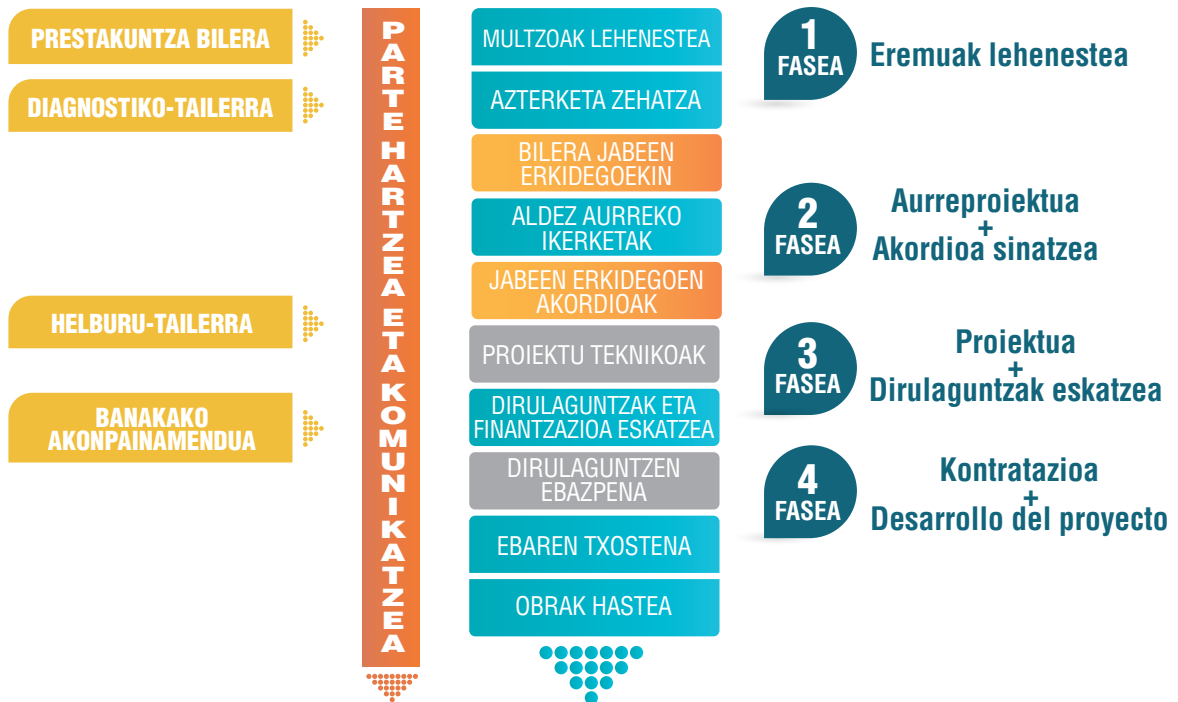 PRESTAKUNTZA BILERA
DIAGNOSTIKO-TAILERRA
HELBURU-TAILERRA
BANAKAKO
AKONPAINAMENDUA
PARTE HARTZEA ETA KOMUNIKATZEA
MULTZOAK LEHENESTEA
AZTERKETA ZEHATZA
BILERA JABEEN
ERKIDEGOEKIN
ALDEZ AURREKO
IKERKETAK
JABEEN ERKIDEGOEN
AKORDIOAK
PROIEKTU TEKNIKOAK
DIRULAGUNTZAK ETA
FINANTZAZIOA ESKATZEA
DIRULAGUNTZEN
EBAZPENA
EBAREN TXOSTENA
OBRAK HASTEA
1
FASEA
Eremuak lehenestea
2
FASEA
Aurreproiektua
+
Akordioa sinatzea
3
FASEA
Proiektua
+
Dirulaguntzak eskatzea
4
FASEA
Kontratazioa
+
Desarrollo del proyecto